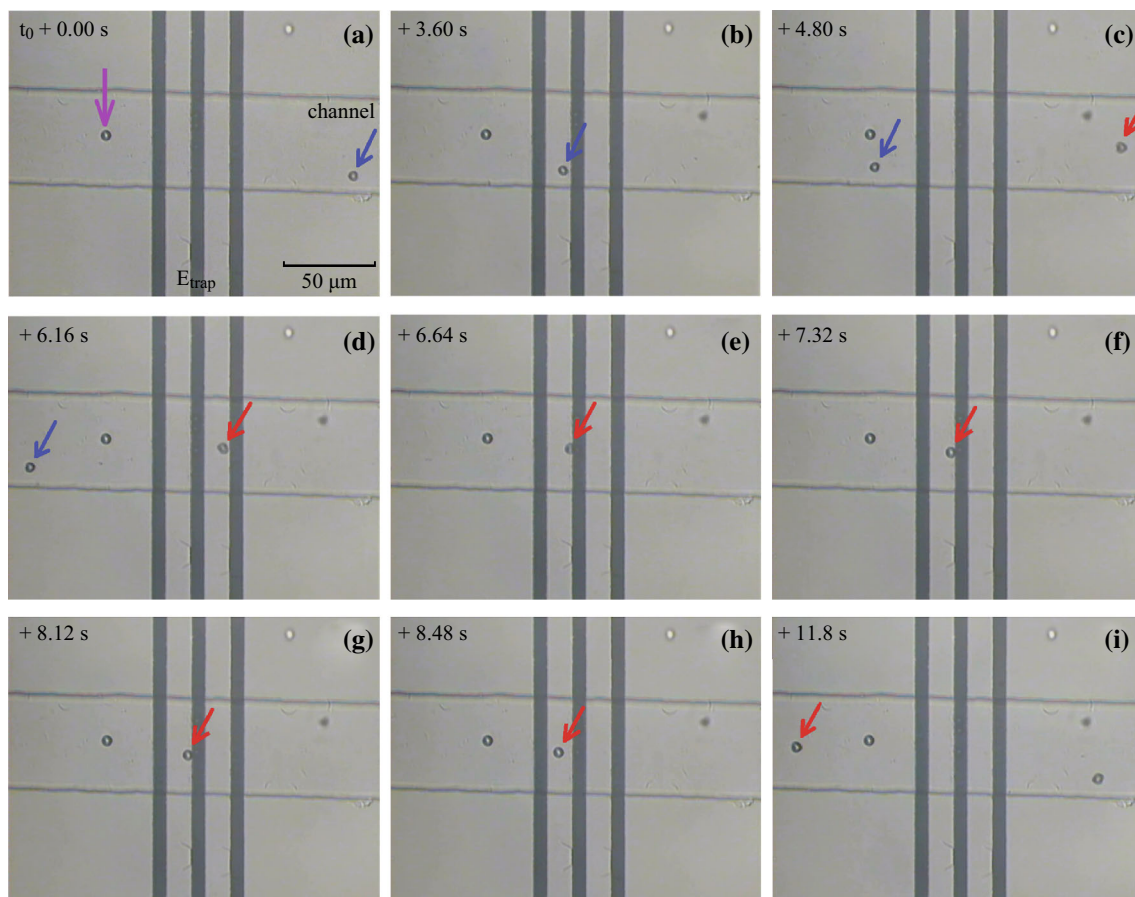 t₀ + 0.00 s (a)
channel
E_trap
50 μm
+ 3.60 s (b)
+ 4.80 s (c)
+ 6.16 s (d)
+ 6.64 s (e)
+ 7.32 s (f)
+ 8.12 s (g)
+ 8.48 s (h)
+ 11.8 s (i)